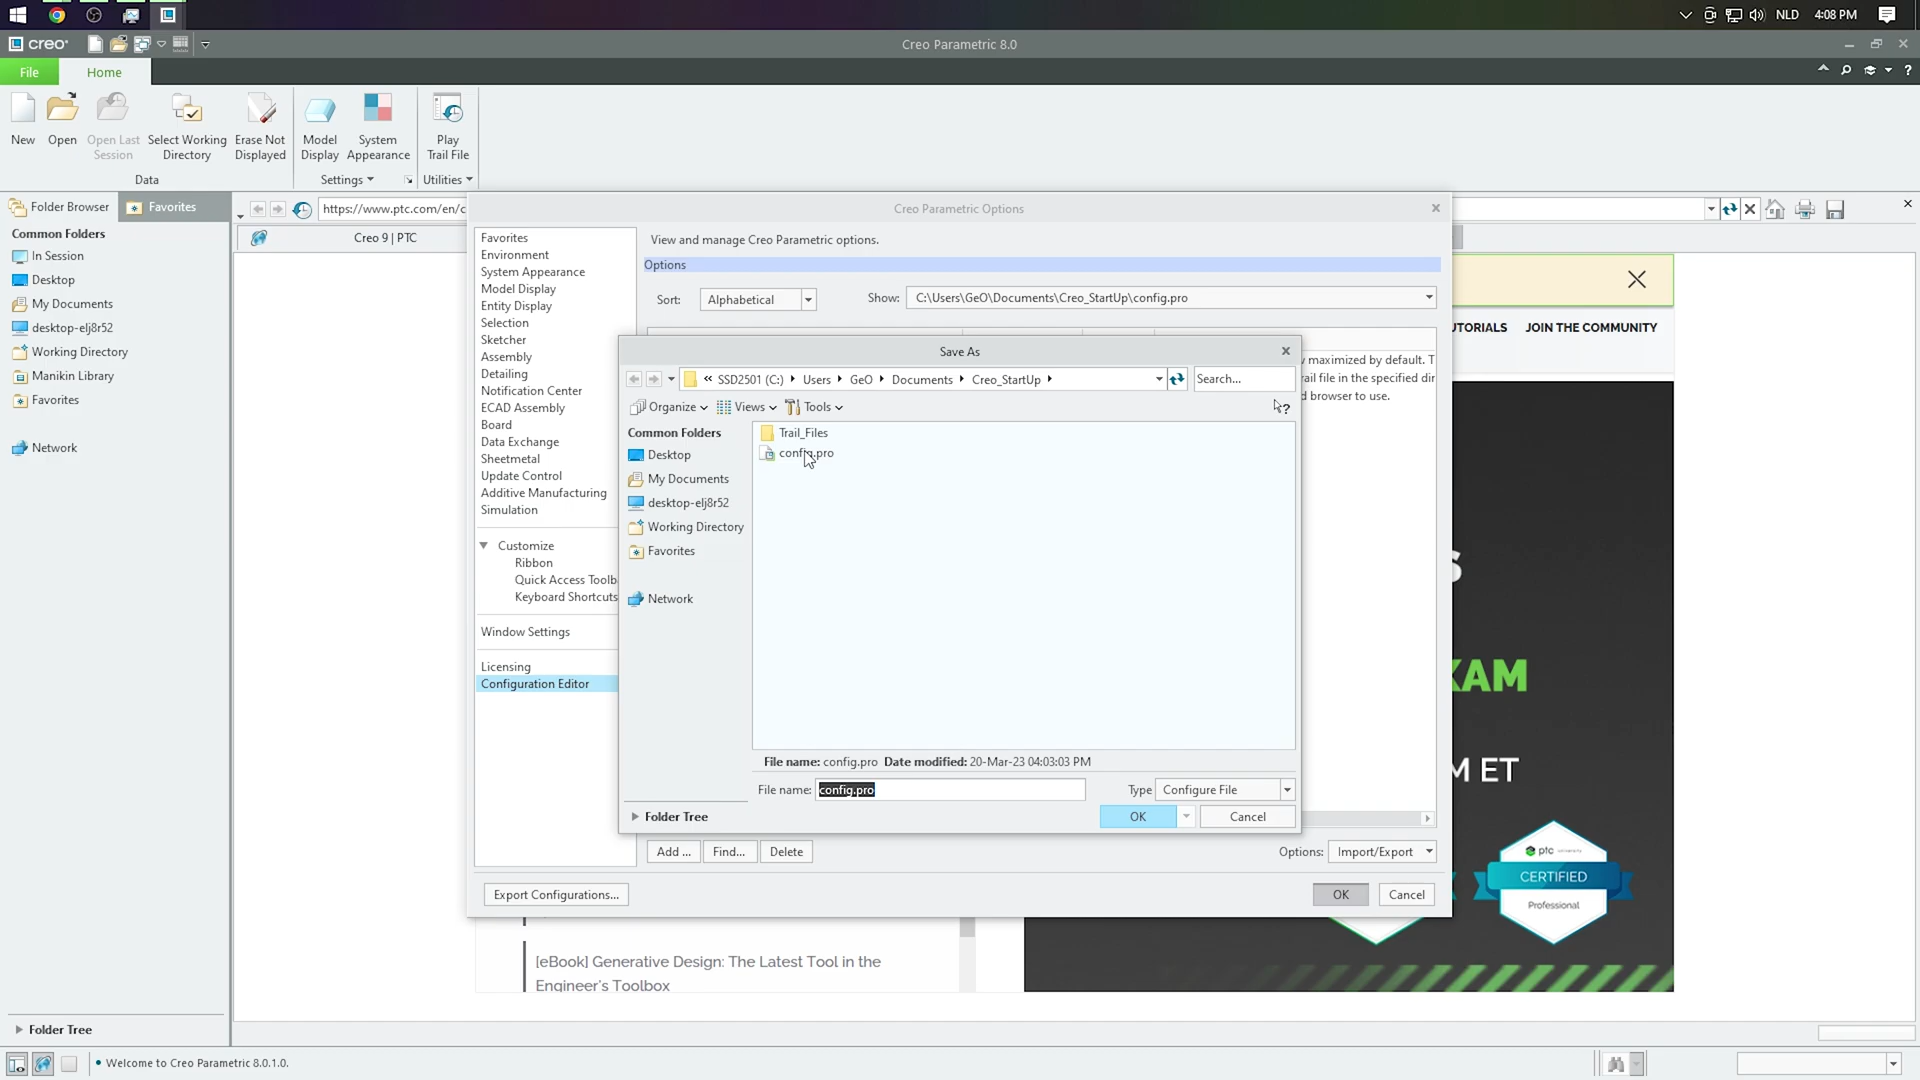 NLD 4:08 PM
creo
Creo Parametric 8.0
File Home
New Open Open Last Session Select Working Directory Erase Not Displayed Model Display System Appearance Play Trail File
Data Settings Utilities
Folder Browser Favorites
Common Folders
In Session
Desktop
My Documents
desktop-elj8r52
Working Directory
Manikin Library
Favorites
Network
Folder Tree
https://www.ptc.com/en/c
Creo 9 | PTC
Creo Parametric Options
Favorites
Environment
System Appearance
Model Display
Entity Display
Selection
Sketcher
Assembly
Detailing
Notification Center
ECAD Assembly
Board
Data Exchange
Sheetmetal
Update Control
Additive Manufacturing
Simulation
Customize
Ribbon
Quick Access Toolb
Keyboard Shortcuts
Window Settings
Licensing
Configuration Editor
View and manage Creo Parametric options.
Options
Sort: Alphabetical Show: C:\Users\GeO\Documents\Creo_StartUp\config.pro
maximized by default. T
rail file in the specified dir
d browser to use.
Save As
« SSD2501 (C:) Users GeO Documents Creo_StartUp Search...
Organize Views Tools
Common Folders
Desktop
My Documents
desktop-elj8r52
Working Directory
Favorites
Network
Trail_Files
config.pro
File name: config.pro Date modified: 20-Mar-23 04:03:03 PM
File name: config.pro Type Configure File
Folder Tree OK Cancel
Add ... Find... Delete Options: Import/Export
Export Configurations... OK Cancel
UTORIALS JOIN THE COMMUNITY
S
XAM
M ET
ptc
CERTIFIED
Professional
[eBook] Generative Design: The Latest Tool in the
Engineer's Toolbox
• Welcome to Creo Parametric 8.0.1.0.